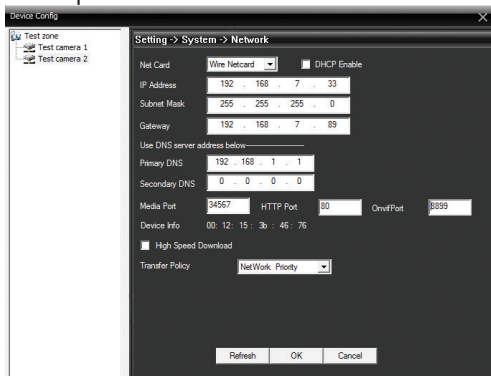 Device Config
Test zone
Test camera 1
Test camera 2
Setting -> System -> Network
Net Card Wire Netcard DHCP Enable
IP Address 192 . 168 . 7 . 33
Subnet Mask 255 . 255 . 255 . 0
Gateway 192 . 168 . 7 . 89
Use DNS server address below
Primary DNS 192 . 168 . 1 . 1
Secondary DNS 0 . 0 . 0 . 0
Media Port 34567 HTTP Port 80 OnvifPort 8899
Device Info 00: 12: 15: 3b : 46: 76
High Speed Download
Transfer Policy NetWork Priority
Refresh OK Cancel